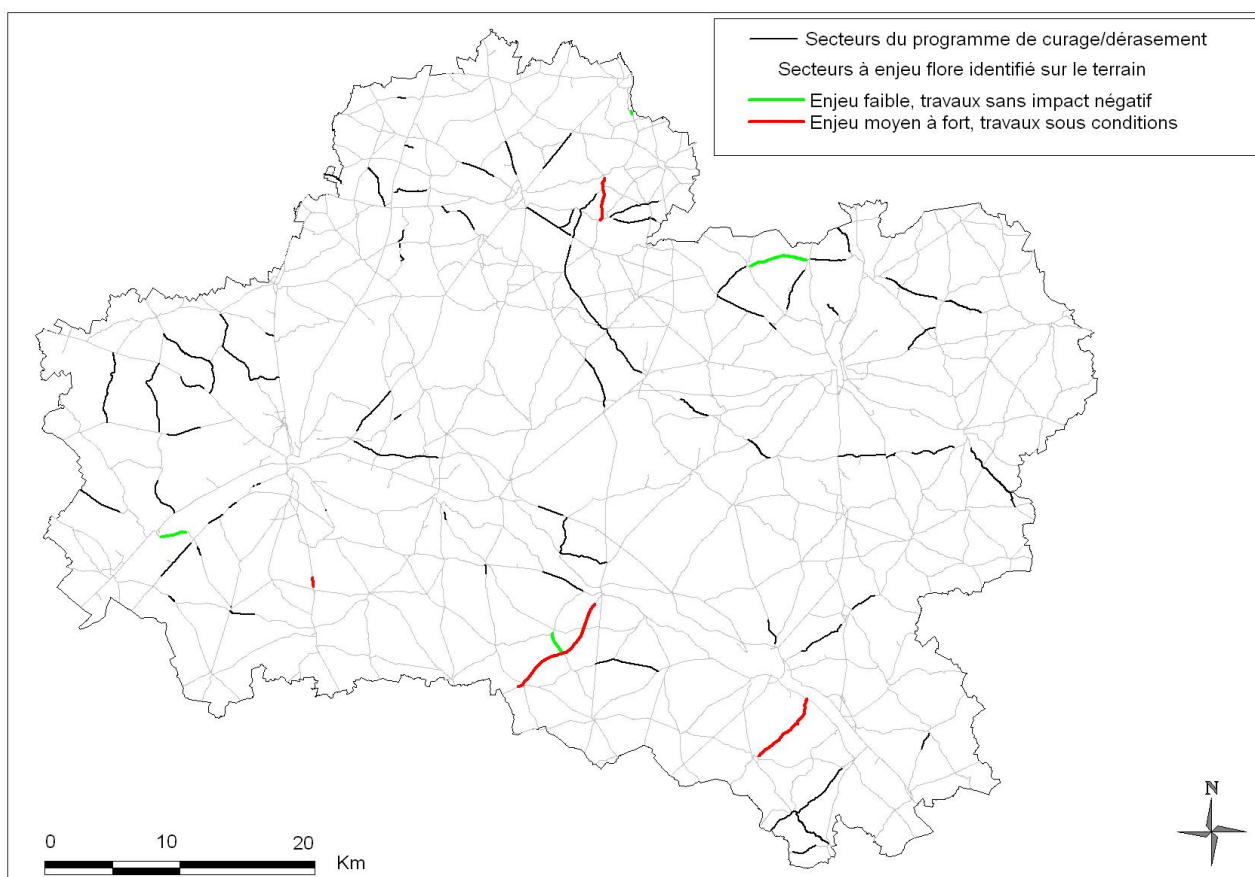 Secteurs du programme de curage/dérasement
Secteurs à enjeu flore identifié sur le terrain
Enjeu faible, travaux sans impact négatif
Enjeu moyen à fort, travaux sous conditions
N
0 10 20
Km